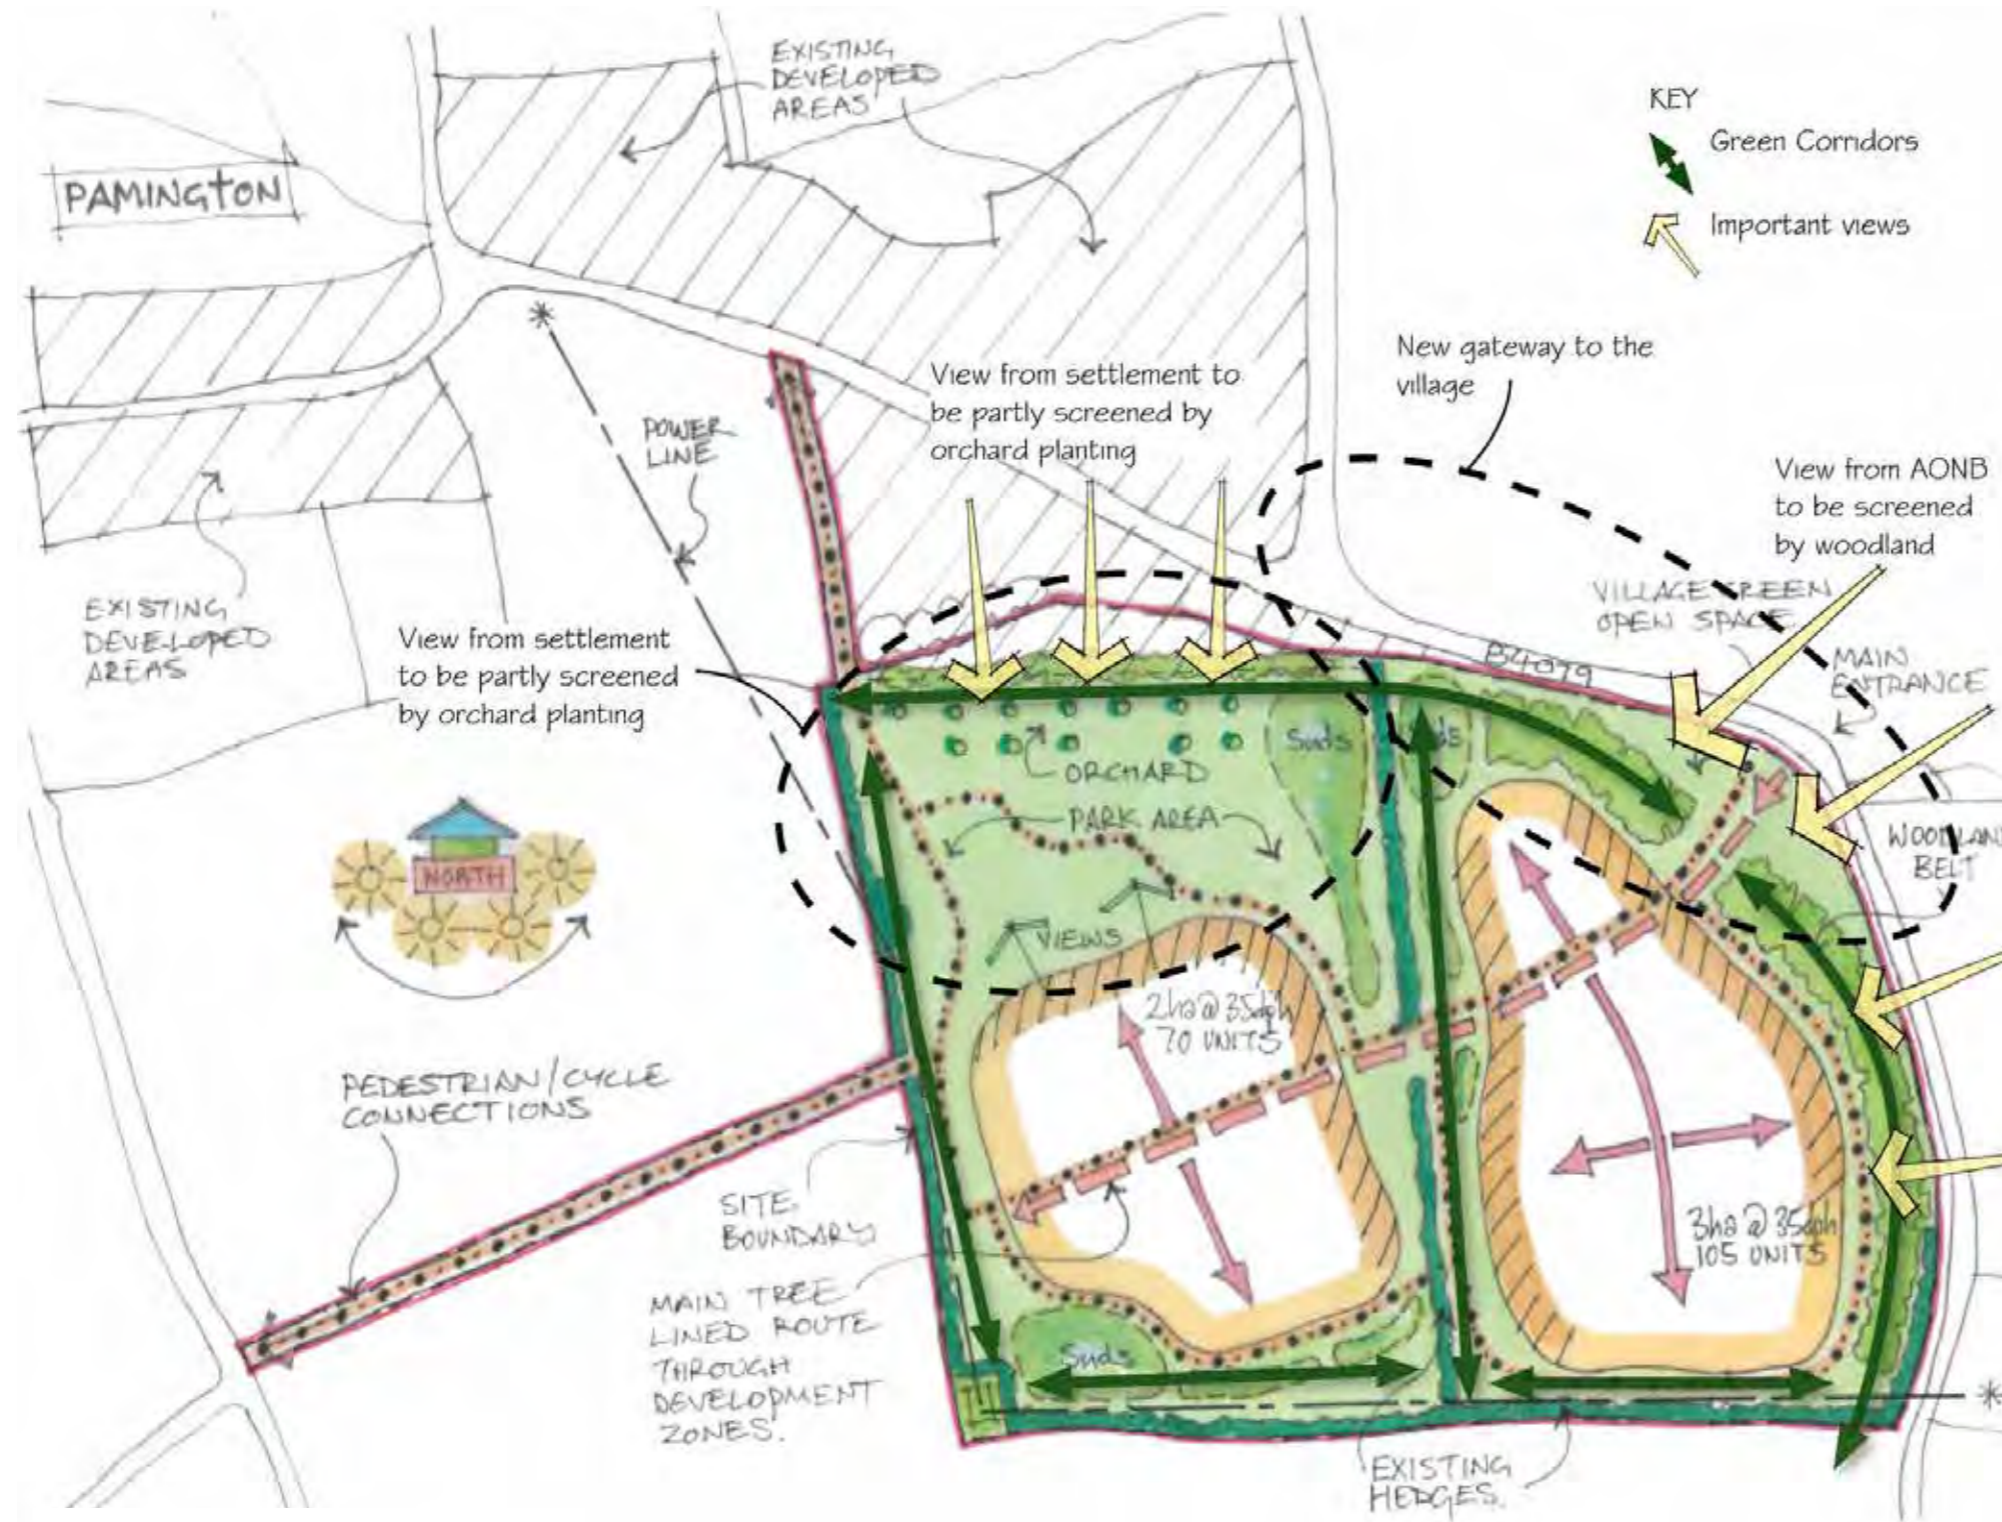 EXISTING
DEVELOPED
AREAS
KEY
Green Corridors
Important views
PAMINGTON
New gateway to the
village
View from settlement to
be partly screened by
orchard planting
POWER
LINE
View from AONB
to be screened
by woodland
VILLAGE GREEN
OPEN SPACE
EXISTING
DEVELOPED
AREAS
View from settlement
to be partly screened
by orchard planting
B4079
MAIN
ENTRANCE
Suds
ORCHARD
PARK AREA
WOODLAN
BELT
NORTH
VIEWS
2ha @ 35dph
70 UNITS
PEDESTRIAN/CYCLE
CONNECTIONS
SITE
BOUNDARY
3ha @ 35dph
105 UNITS
MAIN TREE
LINED ROUTE
THROUGH
DEVELOPMENT
ZONES.
Suds
EXISTING
HEDGES.